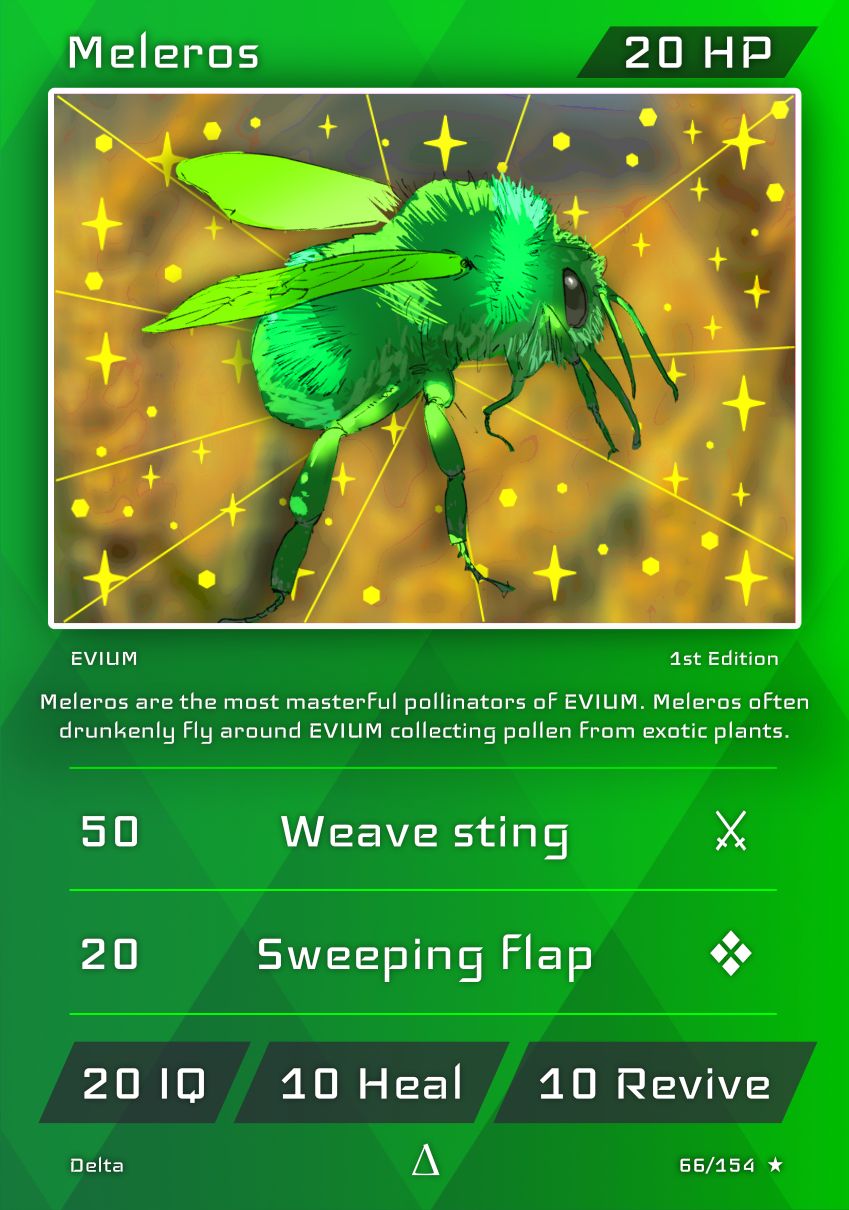 Meleros
20 HP
EVIUM
1st Edition
Meleros are the most masterful pollinators of EVIUM. Meleros often
drunkenly fly around EVIUM collecting pollen from exotic plants.
50 Weave sting
20 Sweeping flap
20 IQ
10 Heal
10 Revive
Delta
Δ
66/154 ★